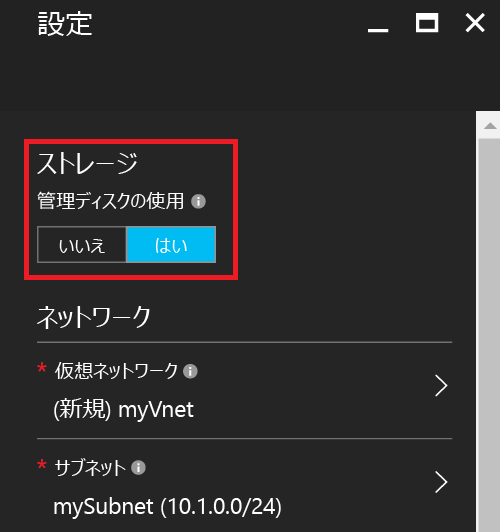 設定
ストレージ
管理ディスクの使用
いいえ はい
ネットワーク
* 仮想ネットワーク
(新規) myVnet
* サブネット
mySubnet (10.1.0.0/24)